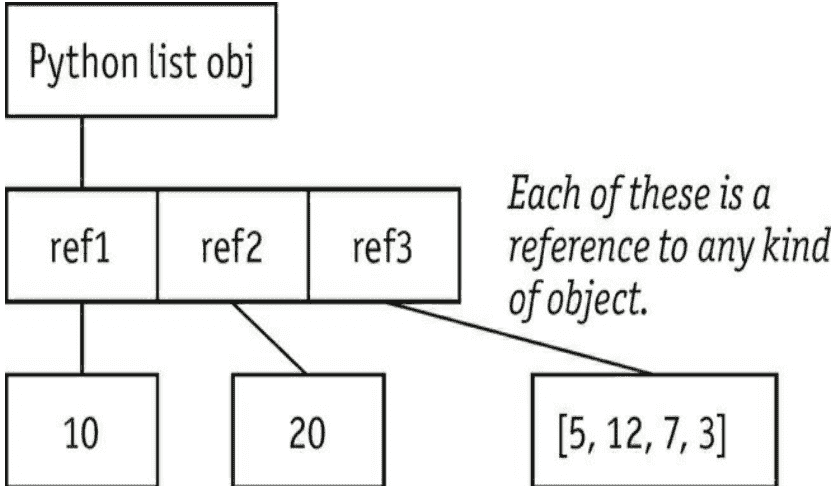 Python list obj
ref1 ref2 ref3
Each of these is a
reference to any kind
of object.
10 20 [5, 12, 7, 3]